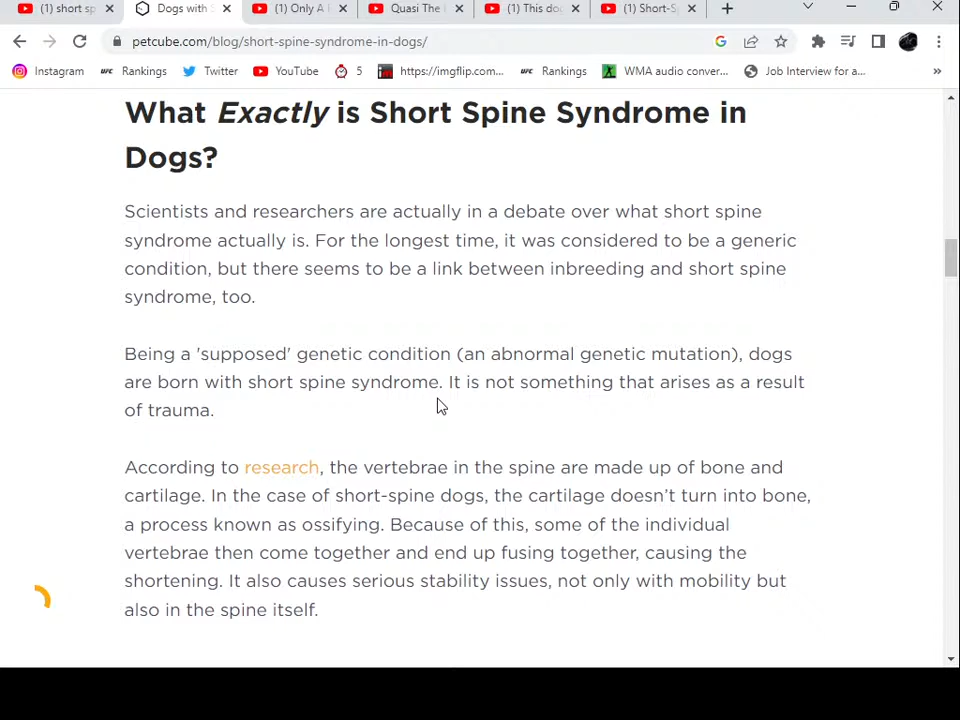 (1) short sp
Dogs with S
(1) Only A
Quasi The
(1) This do
(1) Short-S
petcube.com/blog/short-spine-syndrome-in-dogs/
Instagram
UFC Rankings
Twitter
YouTube
5
https://imgflip.com...
UFC Rankings
WMA audio conver...
Job Interview for a...
»
What Exactly is Short Spine Syndrome in
Dogs?
Scientists and researchers are actually in a debate over what short spine
syndrome actually is. For the longest time, it was considered to be a generic
condition, but there seems to be a link between inbreeding and short spine
syndrome, too.
Being a 'supposed' genetic condition (an abnormal genetic mutation), dogs
are born with short spine syndrome. It is not something that arises as a result
of trauma.
According to research, the vertebrae in the spine are made up of bone and
cartilage. In the case of short-spine dogs, the cartilage doesn't turn into bone,
a process known as ossifying. Because of this, some of the individual
vertebrae then come together and end up fusing together, causing the
shortening. It also causes serious stability issues, not only with mobility but
also in the spine itself.